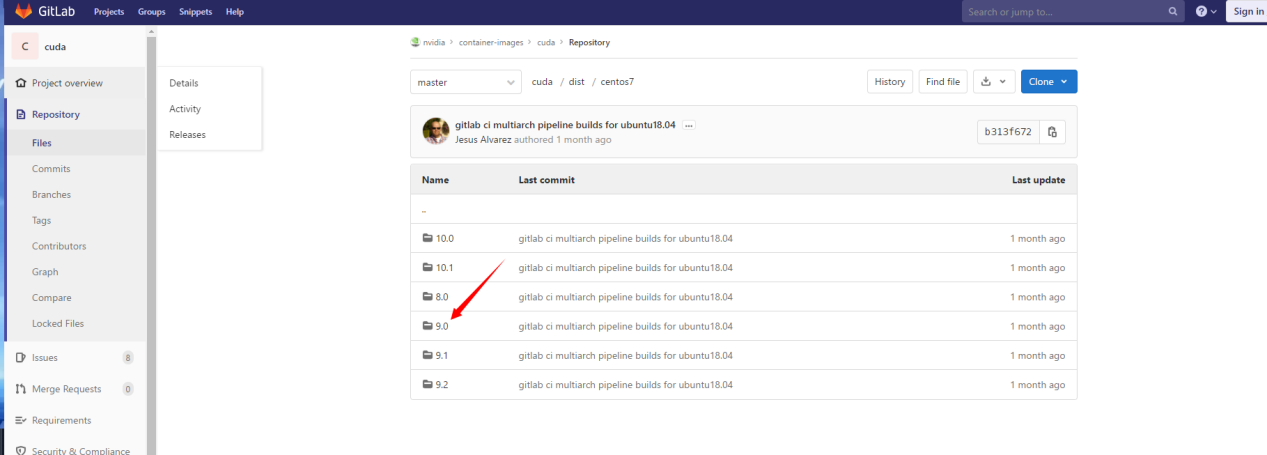 GitLab Projects Groups Snippets Help Search or jump to... Sign in
C cuda
nvidia > container-images > cuda > Repository
Project overview
Details
master cuda / dist / centos7 History Find file Clone
Activity
Repository
Releases
gitlab ci multiarch pipeline builds for ubuntu18.04 ...
Jesus Alvarez authored 1 month ago
b313f672
Files
Commits
Branches
Tags
Contributors
Graph
Compare
Locked Files
Issues 8
Merge Requests 0
Requirements
Security & Compliance
Name Last commit Last update
..
10.0 gitlab ci multiarch pipeline builds for ubuntu18.04 1 month ago
10.1 gitlab ci multiarch pipeline builds for ubuntu18.04 1 month ago
8.0 gitlab ci multiarch pipeline builds for ubuntu18.04 1 month ago
9.0 gitlab ci multiarch pipeline builds for ubuntu18.04 1 month ago
9.1 gitlab ci multiarch pipeline builds for ubuntu18.04 1 month ago
9.2 gitlab ci multiarch pipeline builds for ubuntu18.04 1 month ago